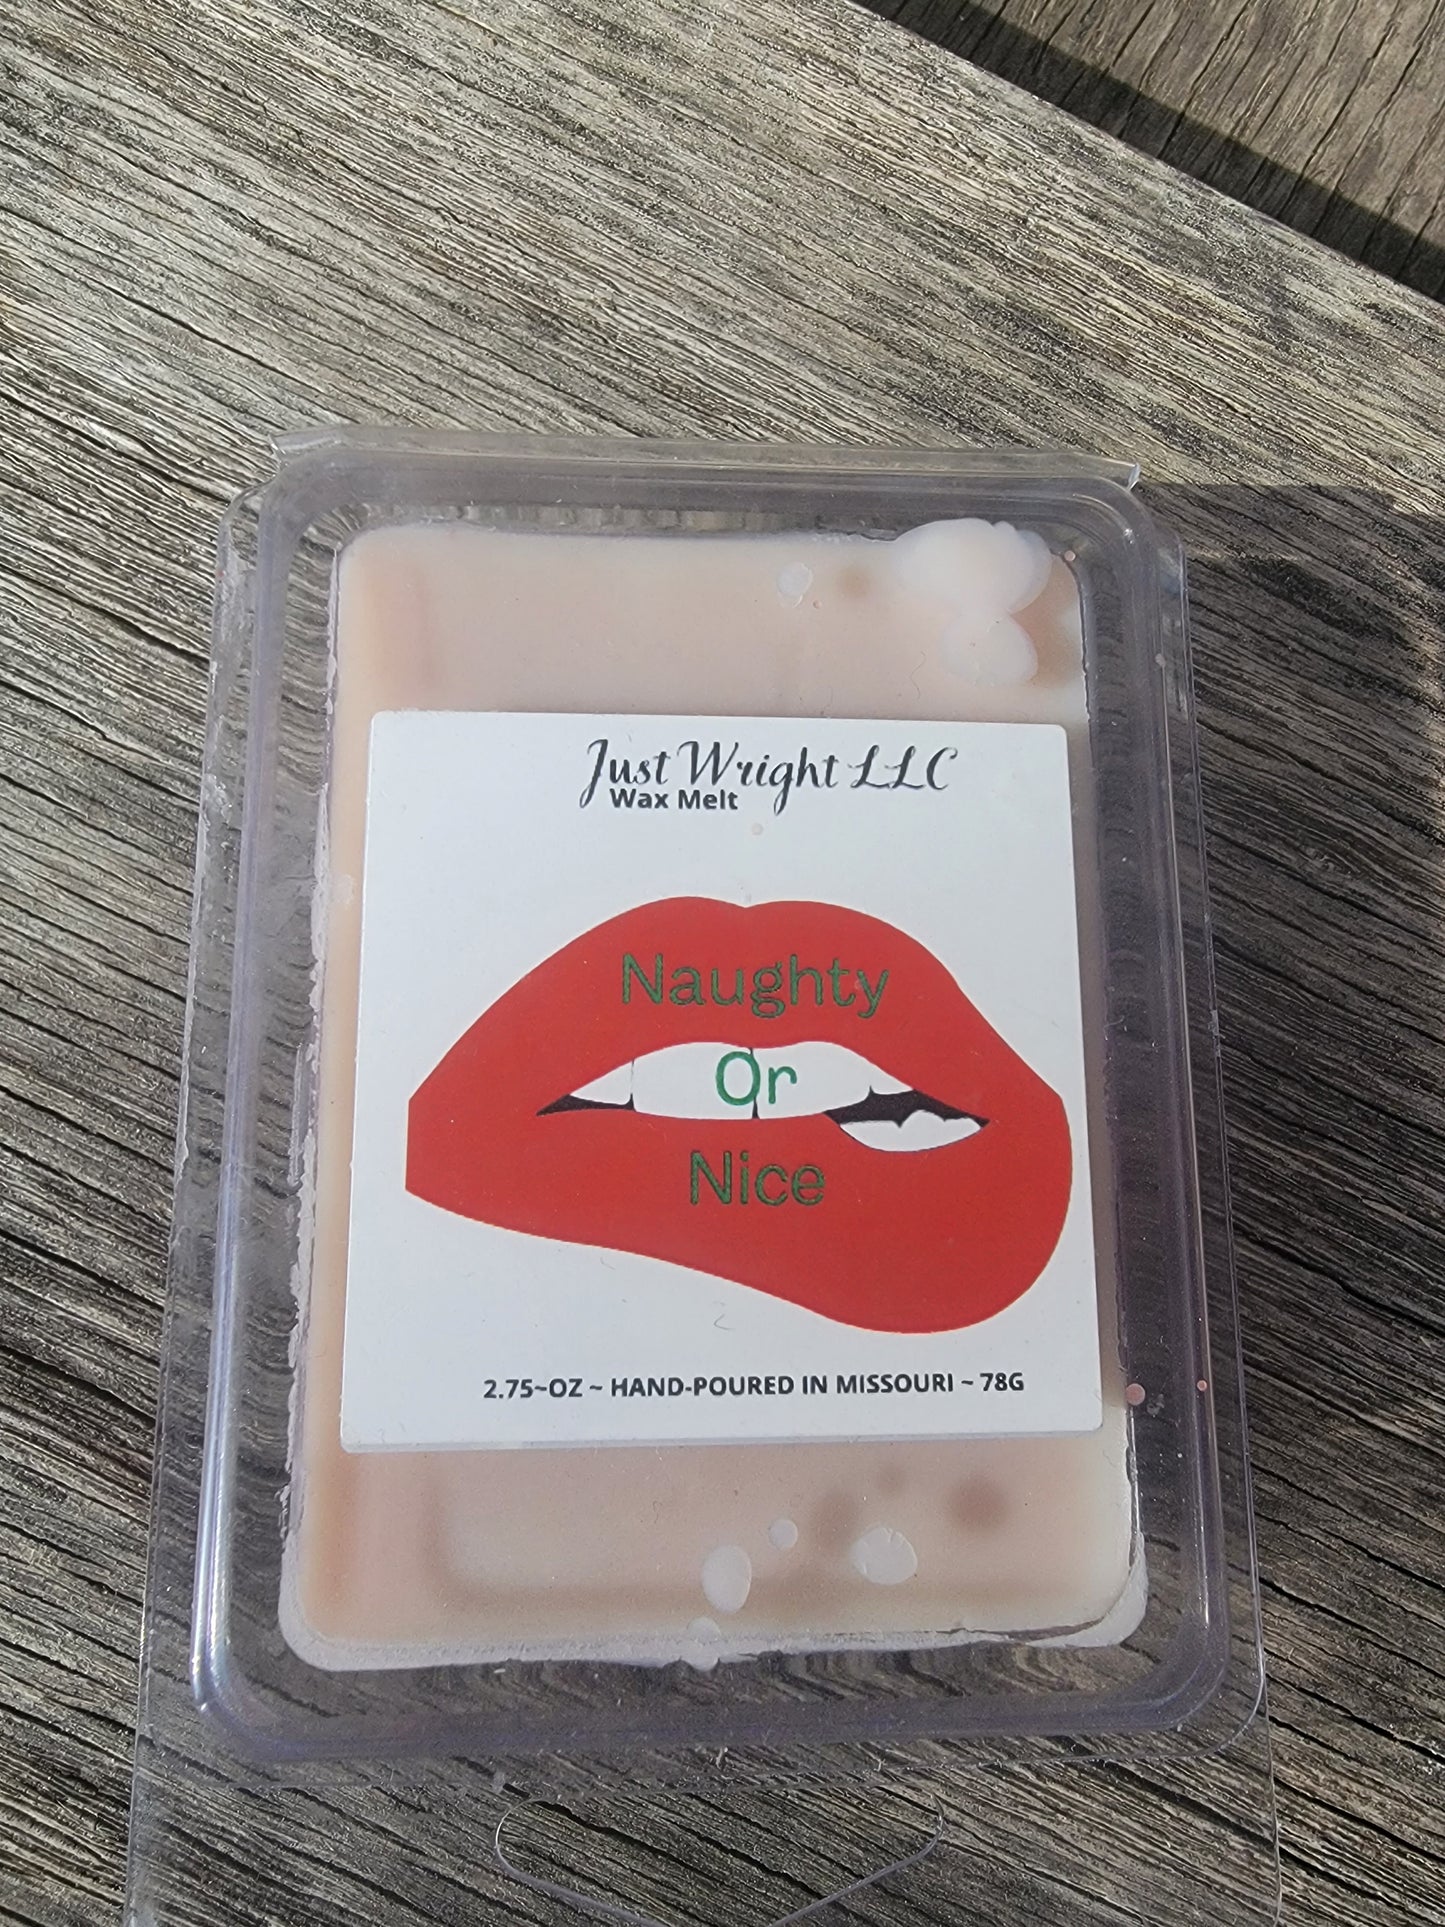 Just Wright LLC
Wax Melt
Naughty
Or
Nice
2.75~OZ ~ HAND-POURED IN MISSOURI ~ 78G